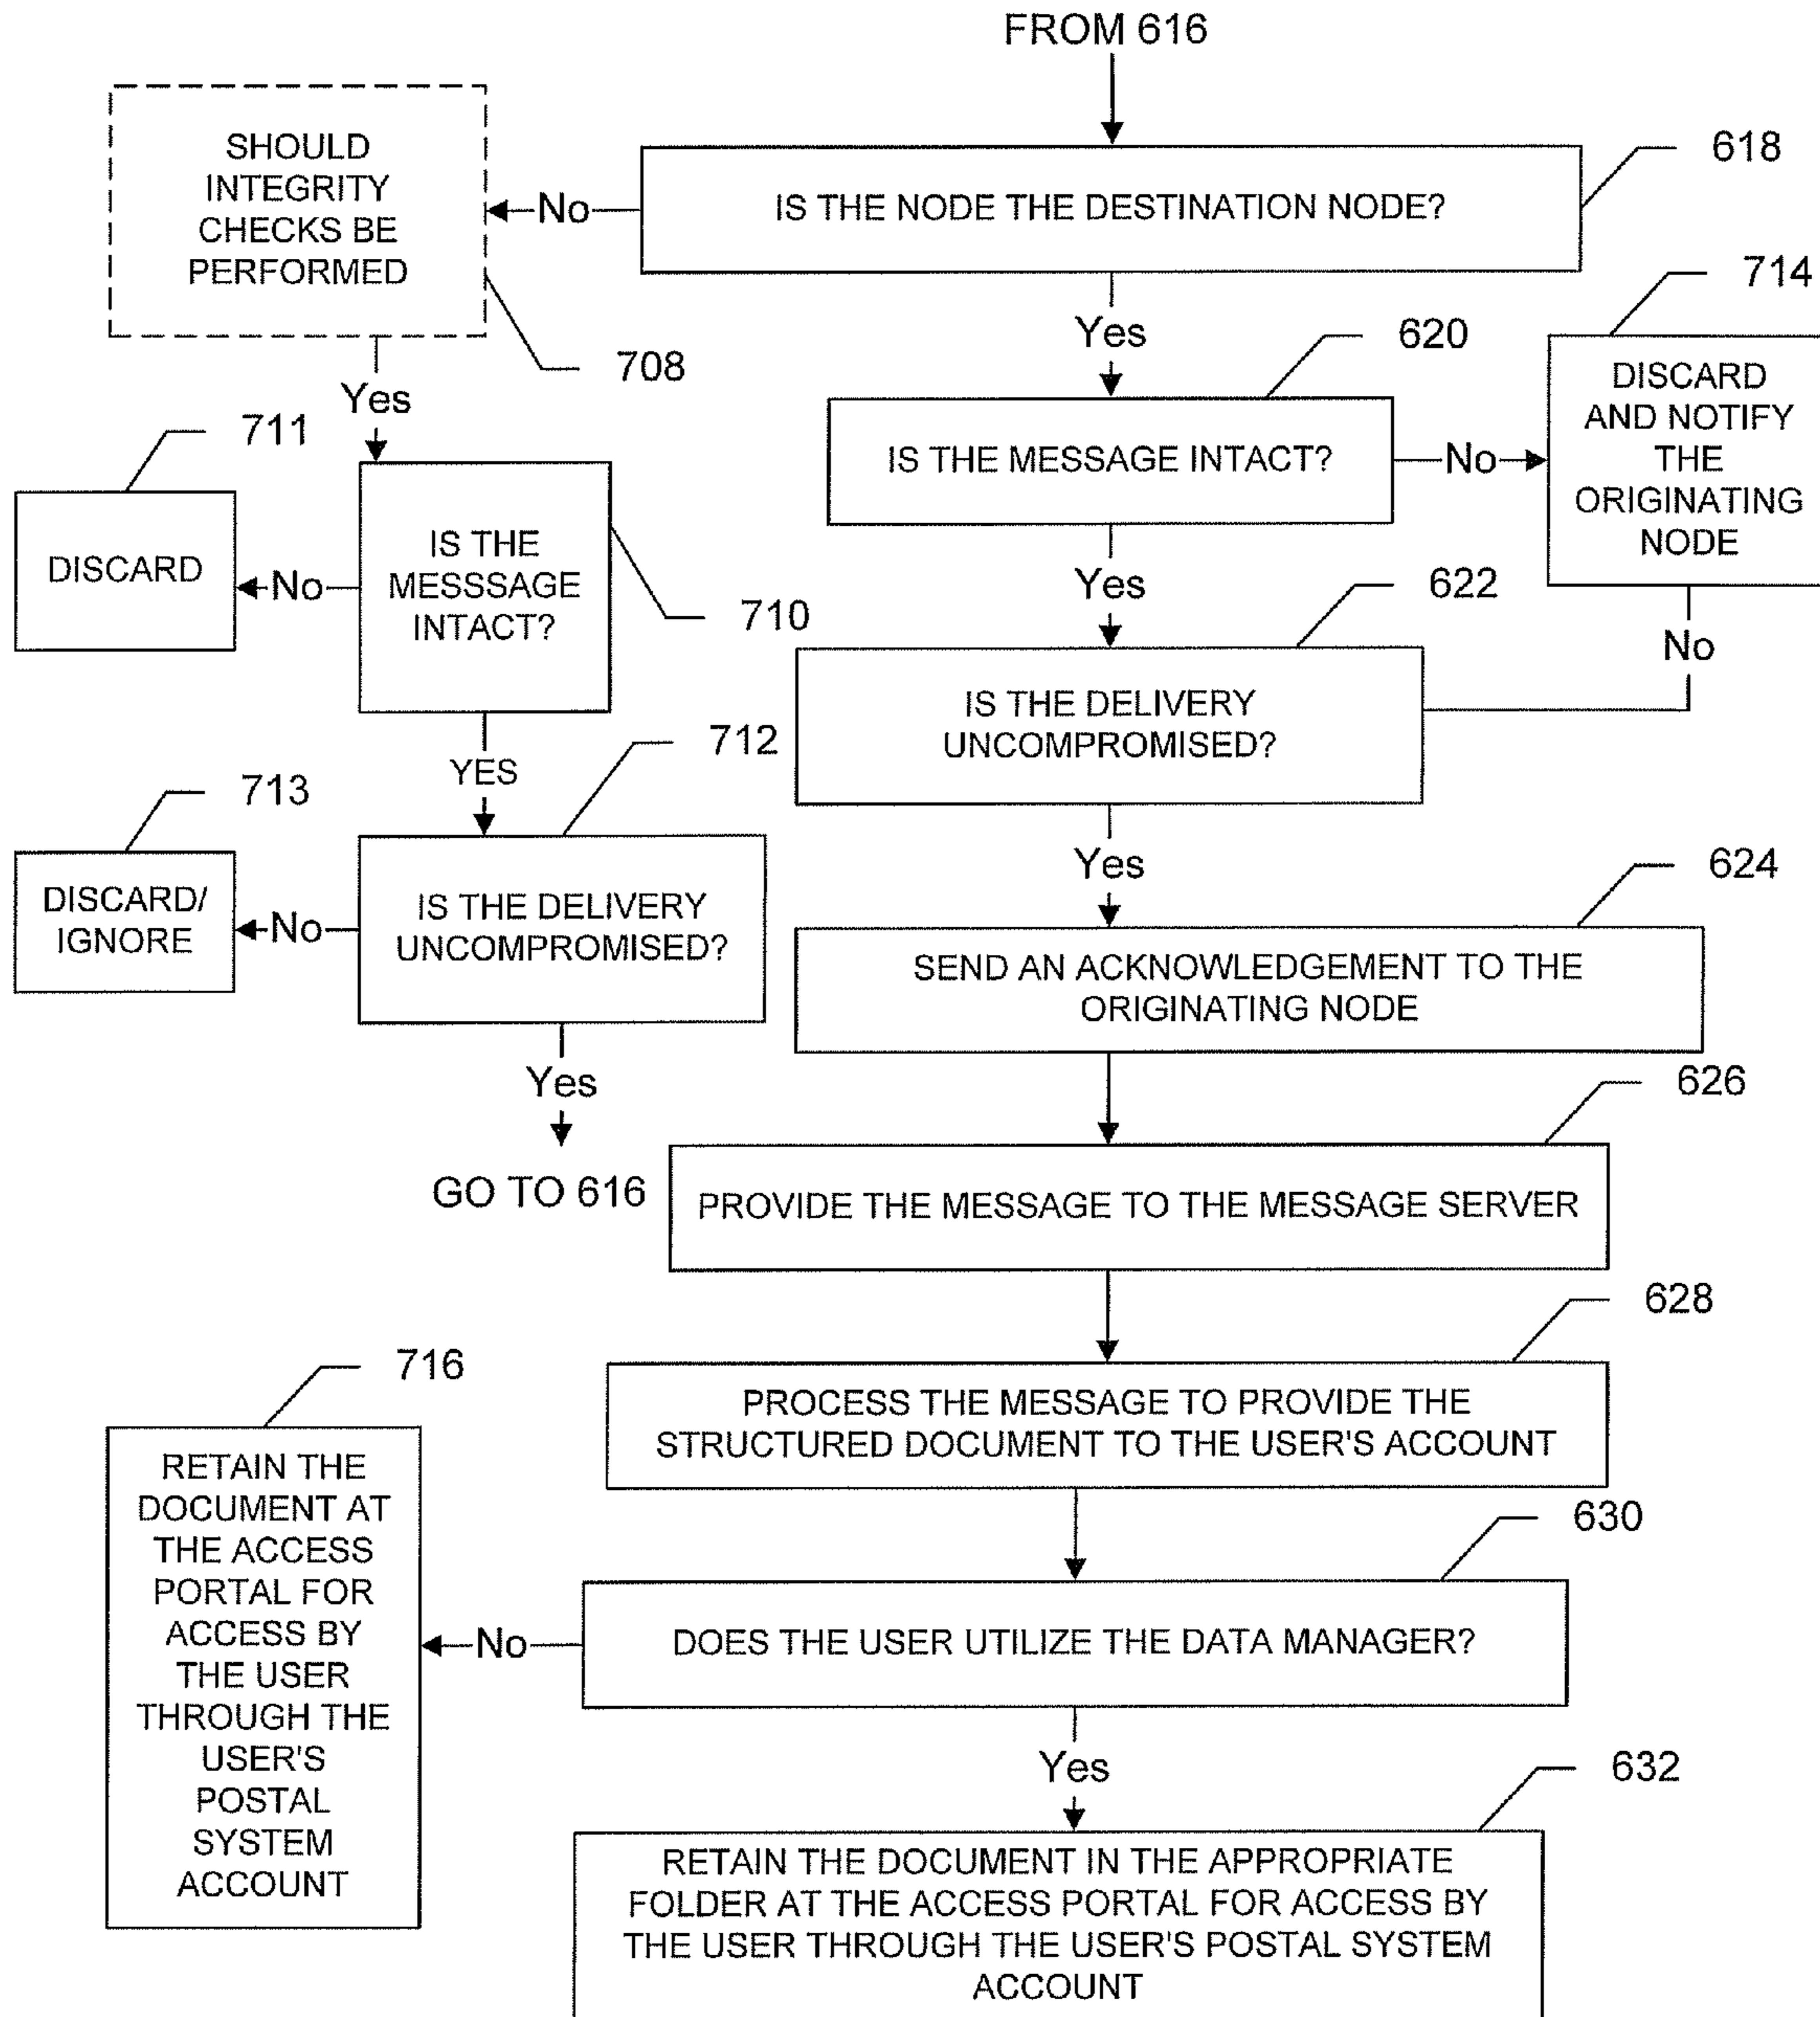 FROM 616
SHOULD
INTEGRITY
CHECKS BE
PERFORMED
No
IS THE NODE THE DESTINATION NODE?
618
708
Yes
Yes
620
714
DISCARD
AND NOTIFY
THE
ORIGINATING
NODE
711
DISCARD
No
IS THE
MESSSAGE
INTACT?
710
IS THE MESSAGE INTACT?
No
Yes
622
No
IS THE DELIVERY
UNCOMPROMISED?
YES
712
713
DISCARD/
IGNORE
No
IS THE DELIVERY
UNCOMPROMISED?
Yes
624
SEND AN ACKNOWLEDGEMENT TO THE
ORIGINATING NODE
Yes
GO TO 616
626
PROVIDE THE MESSAGE TO THE MESSAGE SERVER
628
PROCESS THE MESSAGE TO PROVIDE THE
STRUCTURED DOCUMENT TO THE USER'S ACCOUNT
716
RETAIN THE
DOCUMENT AT
THE ACCESS
PORTAL FOR
ACCESS BY
THE USER
THROUGH THE
USER'S
POSTAL
SYSTEM
ACCOUNT
630
No
DOES THE USER UTILIZE THE DATA MANAGER?
Yes
632
RETAIN THE DOCUMENT IN THE APPROPRIATE
FOLDER AT THE ACCESS PORTAL FOR ACCESS BY
THE USER THROUGH THE USER'S POSTAL SYSTEM
ACCOUNT